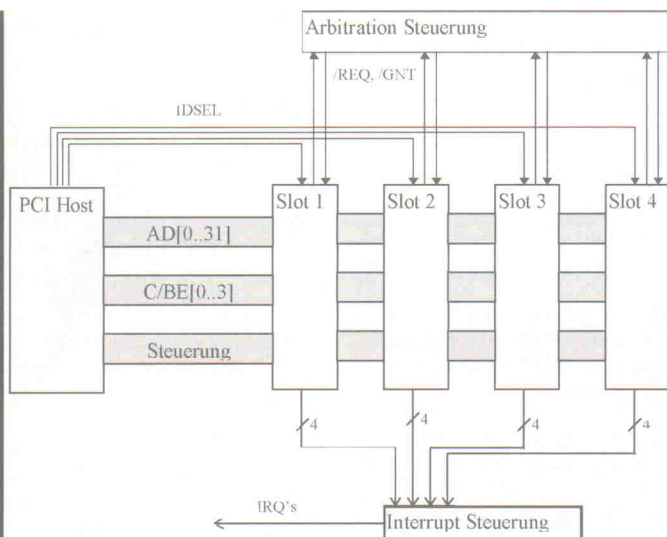 Arbitration Steuerung
/REQ, /GNT
IDSEL
PCI Host
Slot 1
Slot 2
Slot 3
Slot 4
AD[0..31]
C/BE[0..3]
Steuerung
4
4
4
4
IRQ's
Interrupt Steuerung